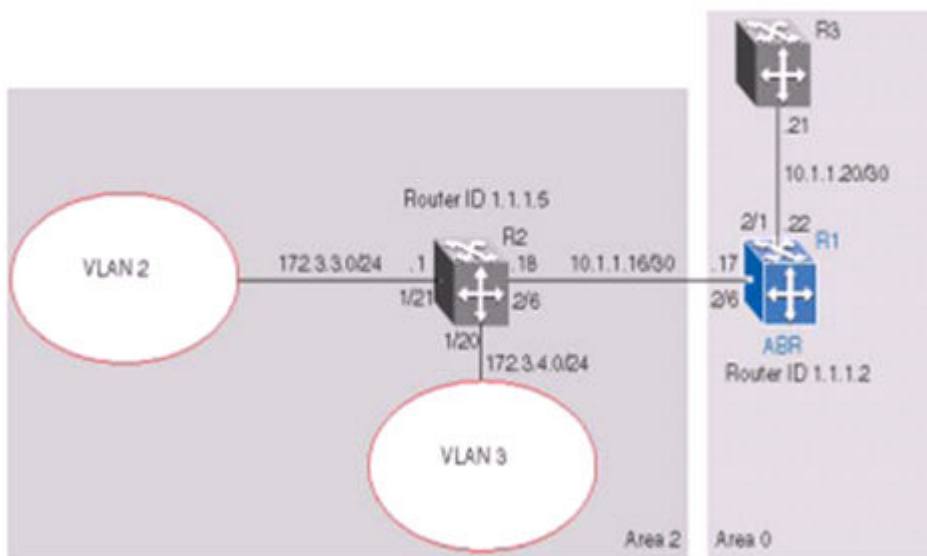 R3
.21
10.1.1.20/30
Router ID 1.1.1.5
2/1
.22
R2
R1
VLAN 2
172.3.3.0/24
.1
.18
10.1.1.16/30
.17
1/21
2/6
2/6
1/20
ABR
172.3.4.0/24
Router ID 1.1.1.2
VLAN 3
Area 2
Area 0